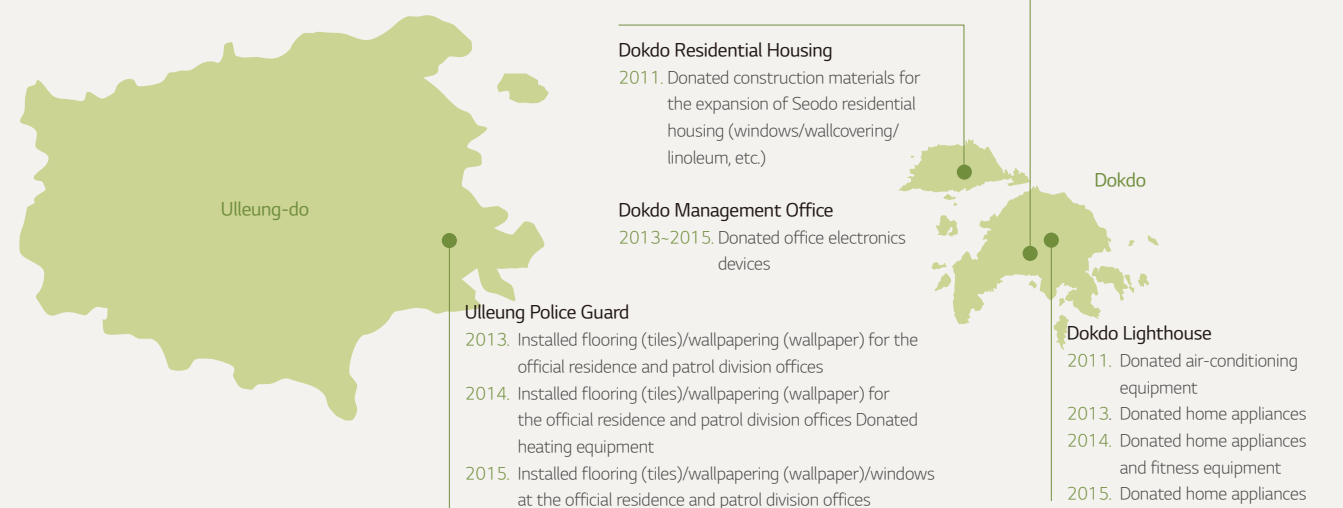 Ulleung-do
Dokdo Residential Housing
2011. Donated construction materials for
the expansion of Seodo residential
housing (windows/wallcovering/
linoleum, etc.)
Dokdo Management Office
2013~2015. Donated office electronics
devices
Ulleung Police Guard
2013. Installed flooring (tiles)/wallpapering (wallpaper) for the
official residence and patrol division offices
2014. Installed flooring (tiles)/wallpapering (wallpaper) for
the official residence and patrol division offices Donated
heating equipment
2015. Installed flooring (tiles)/wallpapering (wallpaper)/windows
at the official residence and patrol division offices
Dokdo
Dokdo Lighthouse
2011. Donated air-conditioning
equipment
2013. Donated home appliances
2014. Donated home appliances
and fitness equipment
2015. Donated home appliances